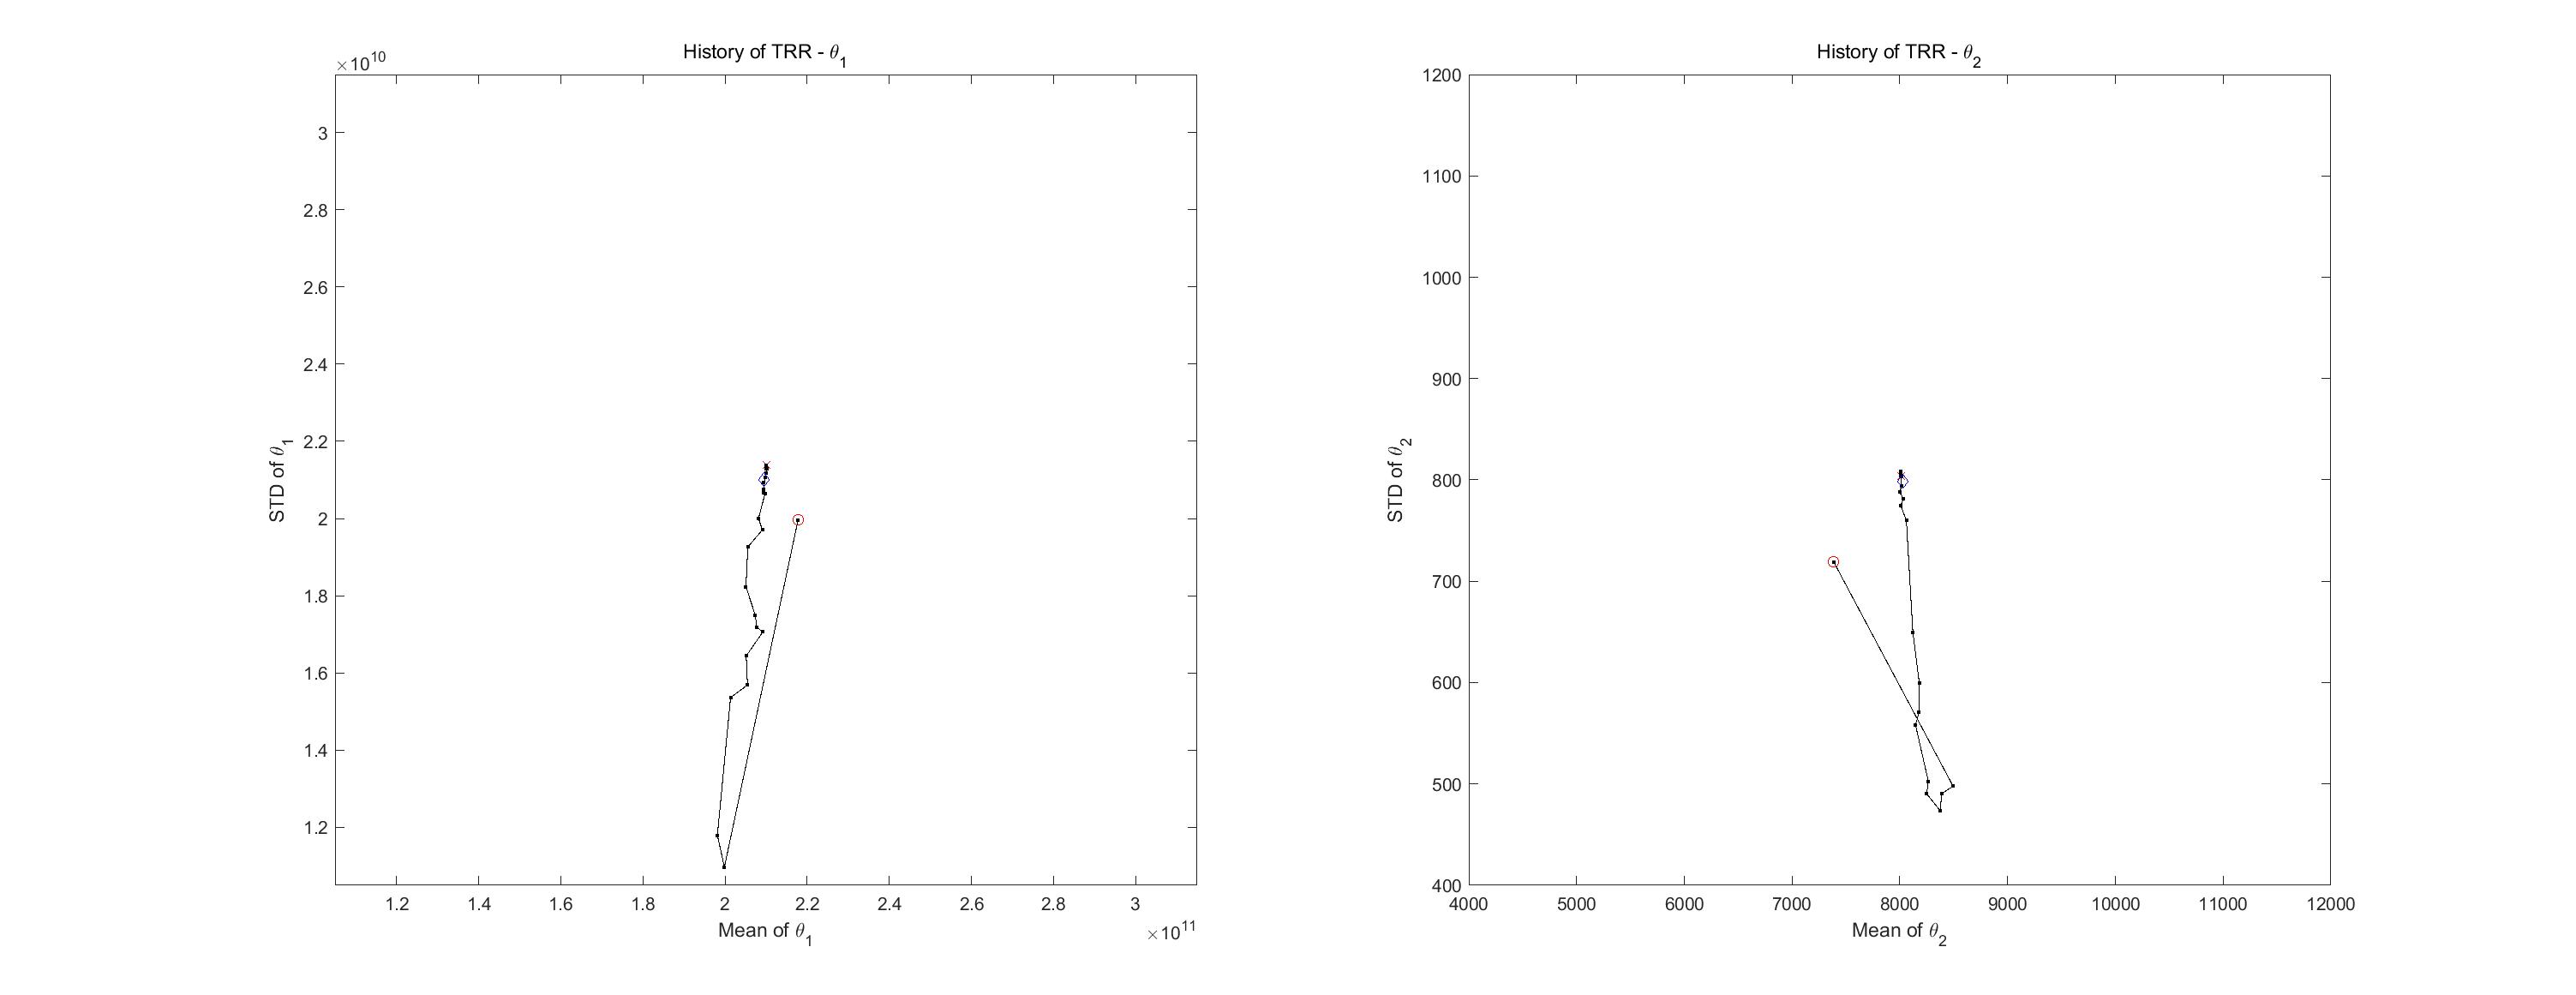 History of TRR - θ1
×10^10
3
2.8
2.6
2.4
2.2
2
1.8
1.6
1.4
1.2
STD of θ1
1.2 1.4 1.6 1.8 2 2.2 2.4 2.6 2.8 3
Mean of θ1
×10^11
History of TRR - θ2
1200
1100
1000
900
800
700
600
500
400
STD of θ2
4000 5000 6000 7000 8000 9000 10000 11000 12000
Mean of θ2